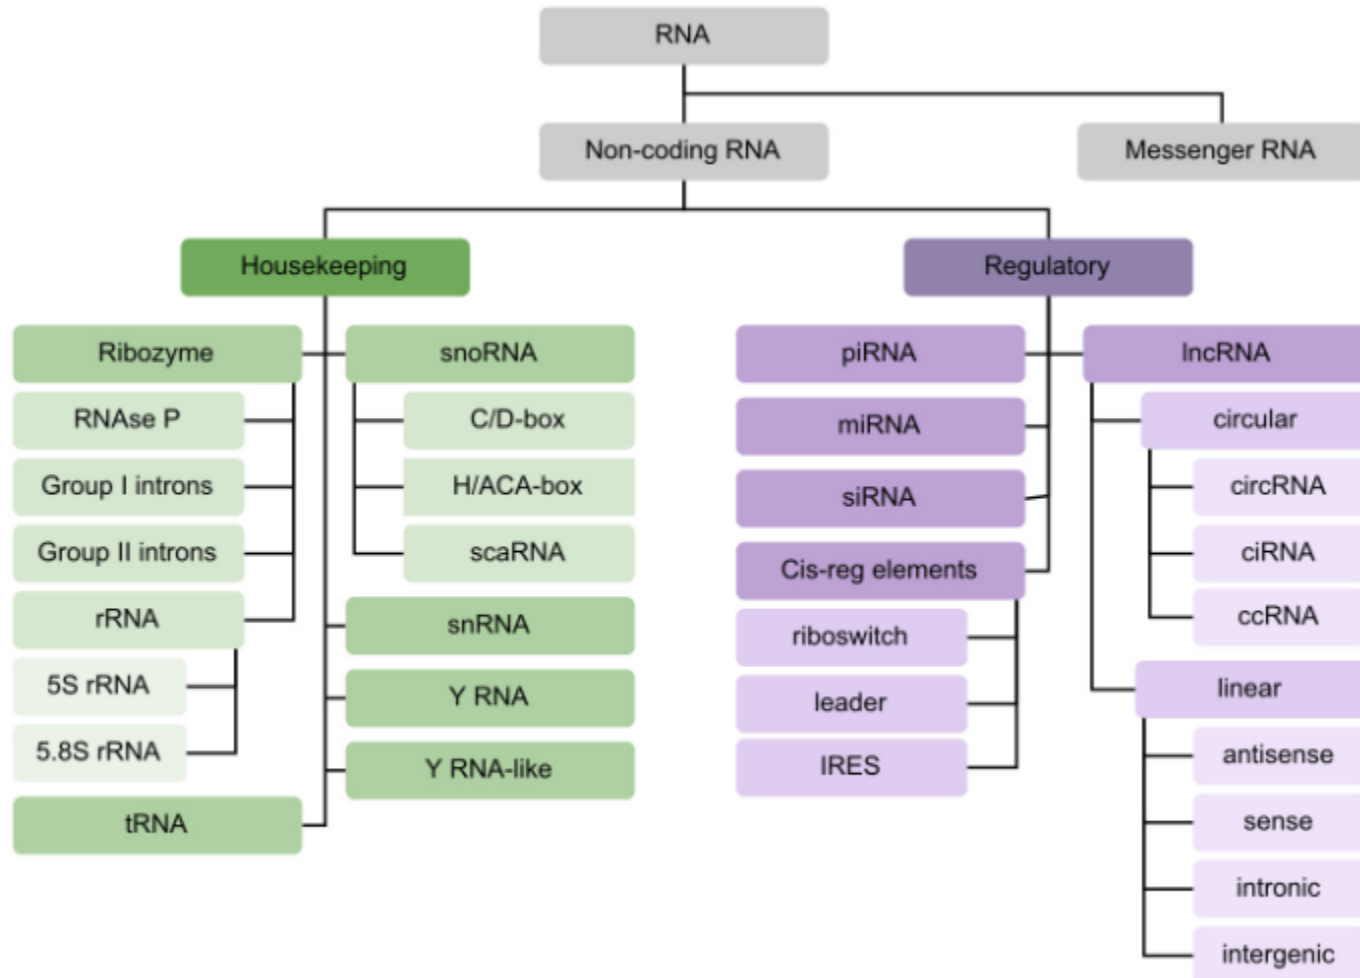 RNA
Non-coding RNA
Messenger RNA
Housekeeping
Regulatory
Ribozyme
RNAse P
Group I introns
Group II introns
rRNA
5S rRNA
5.8S rRNA
tRNA
snoRNA
C/D-box
H/ACA-box
scaRNA
snRNA
Y RNA
Y RNA-like
piRNA
miRNA
siRNA
Cis-reg elements
riboswitch
leader
IRES
lncRNA
circular
circRNA
ciRNA
ccRNA
linear
antisense
sense
intronic
intergenic